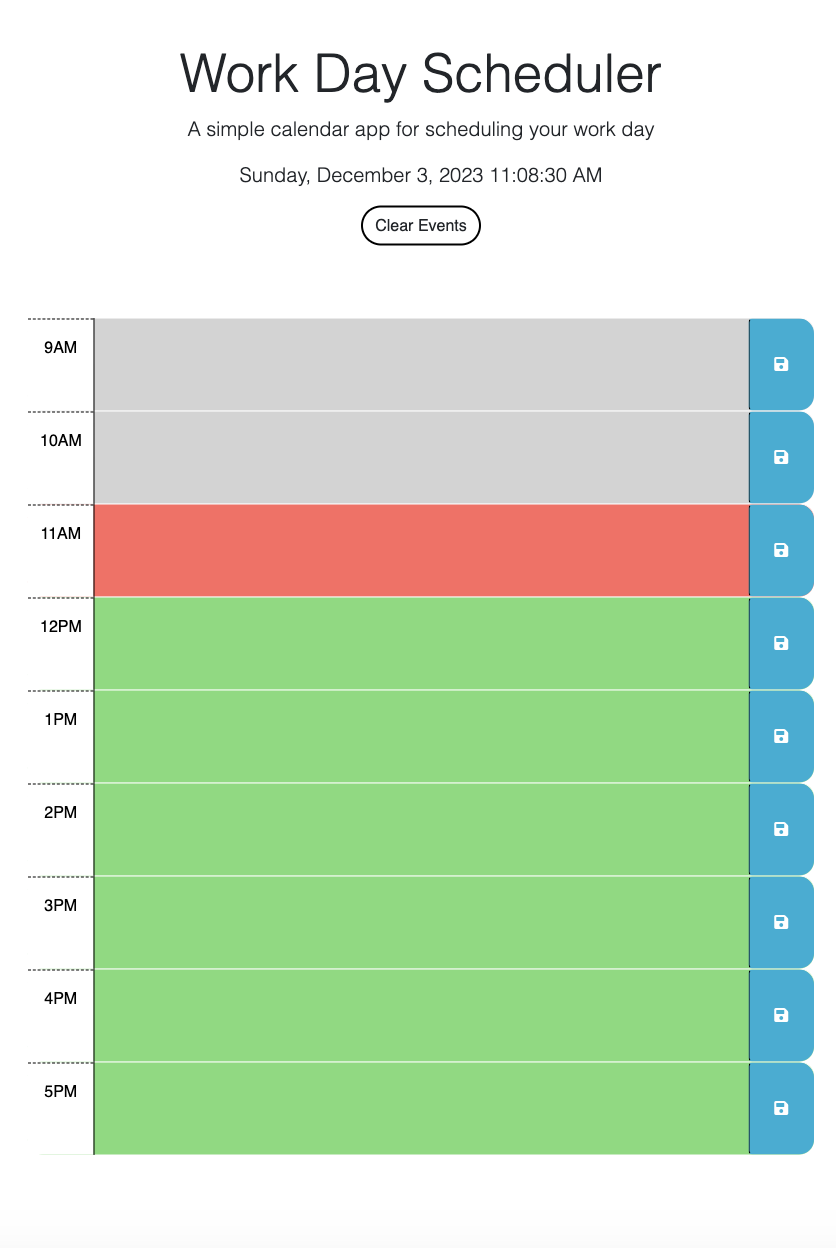 Work Day Scheduler
A simple calendar app for scheduling your work day
Sunday, December 3, 2023 11:08:30 AM
Clear Events
9AM
10AM
11AM
12PM
1PM
2PM
3PM
4PM
5PM